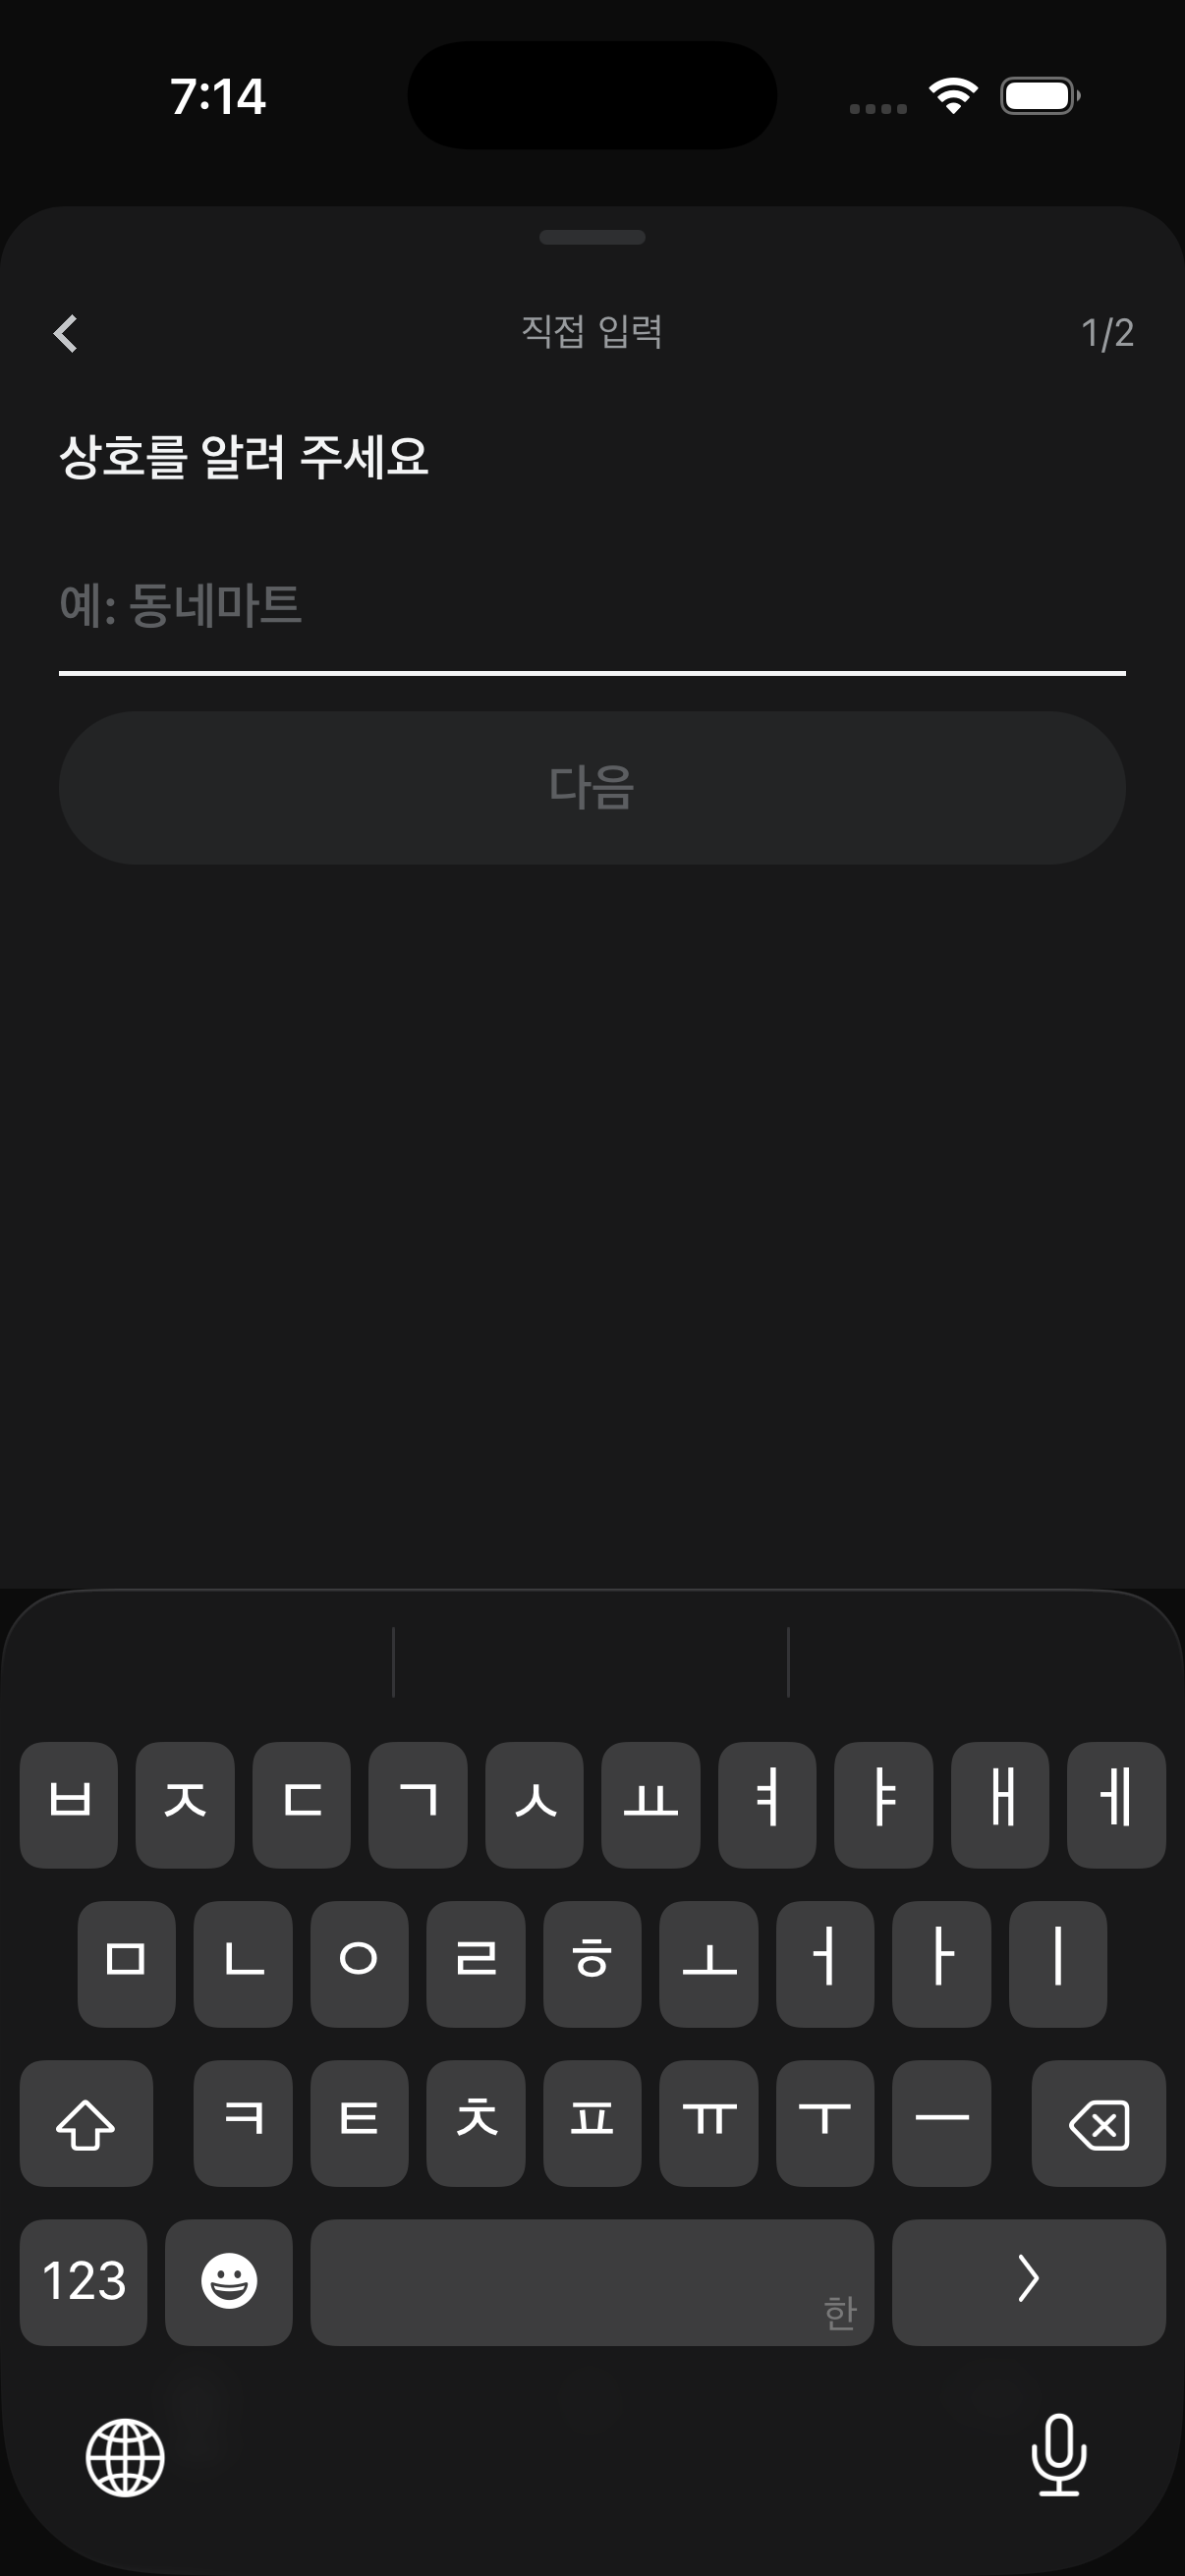 7:14
직접 입력
1/2
상호를 알려 주세요
예: 동네마트
다음
ㅂ ㅈ ㄷ ㄱ ㅅ ㅛ ㅕ ㅑ ㅐ ㅔ
ㅁ ㄴ ㅇ ㄹ ㅎ ㅗ ㅓ ㅏ ㅣ
ㅋ ㅌ ㅊ ㅍ ㅠ ㅜ ㅡ
123
한